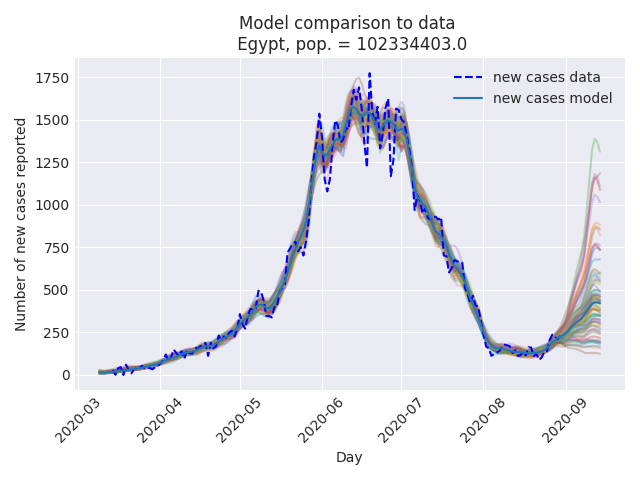 Model comparison to data
Egypt, pop. = 102334403.0
new cases data
new cases model
Number of new cases reported
1750
1500
1250
1000
750
500
250
0
2020-03
2020-04
2020-05
2020-06
2020-07
2020-08
2020-09
Day